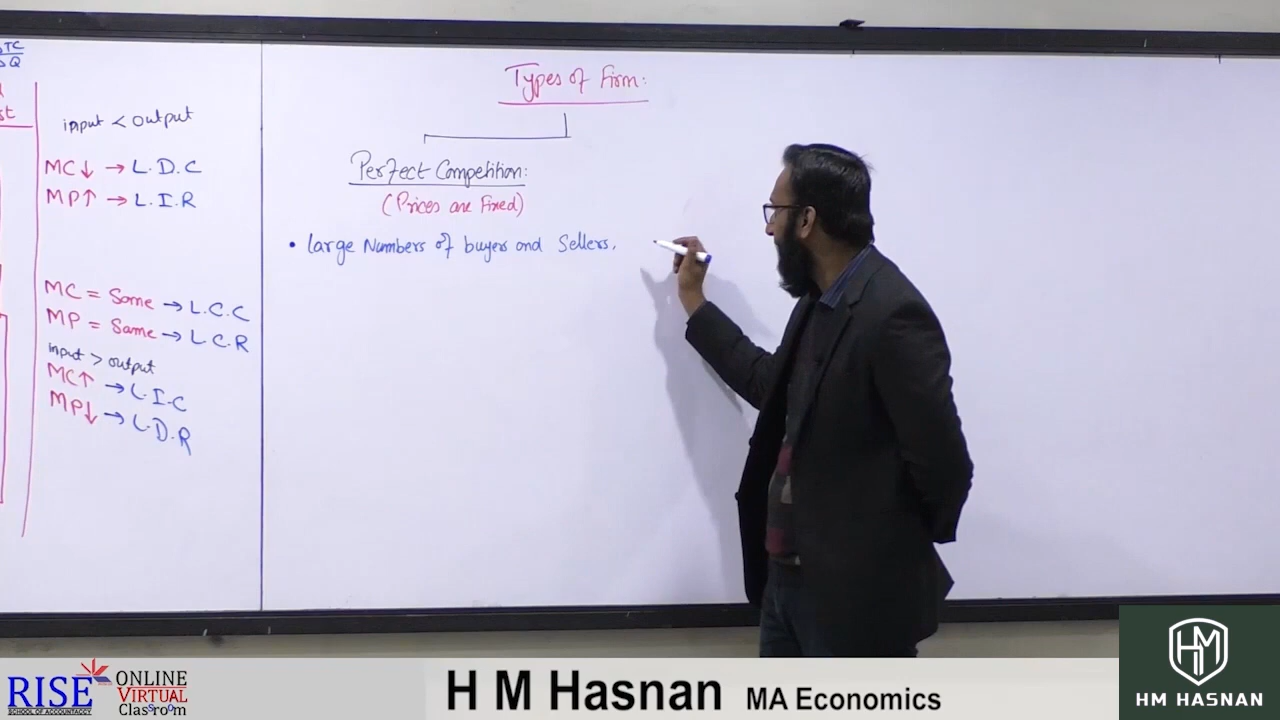 TC
Q
st
input < output
MC↓ → L.D.C
MP↑ → L.I.R
MC = Same → L.C.C
MP = Same → L.C.R
input > output
MC↑ → L.I.C
MP↓ → L.D.R
Types of Firm:
Perfect Competition:
(Prices are Fixed)
• large Numbers of buyers and Sellers,
RISE
SCHOOL OF ACCOUNTANCY
ONLINE
VIRTUAL
Classroom
H M Hasnan MA Economics
HM
HM HASNAN